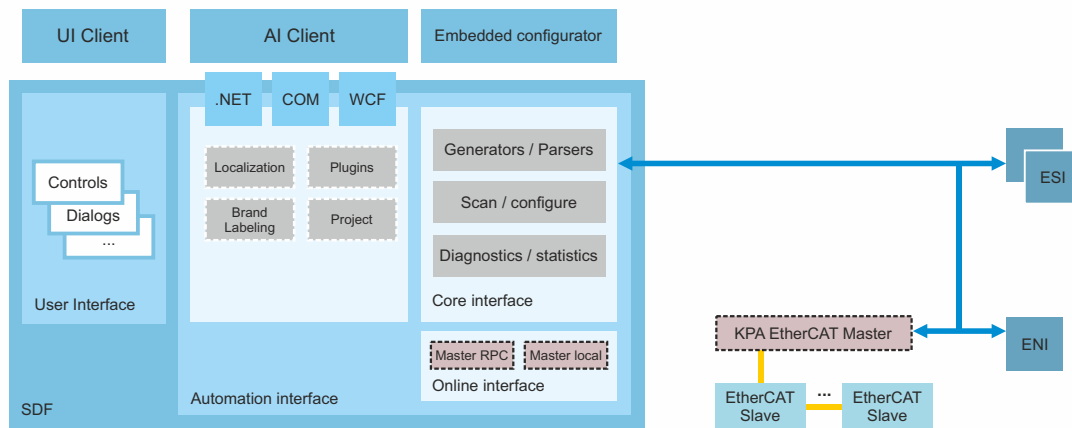 UI Client
AI Client
Embedded configurator
.NET
COM
WCF
Controls
Dialogs
...
User Interface
Localization
Plugins
Brand
Labeling
Project
Generators / Parsers
Scan / configure
Diagnostics / statistics
Core interface
Master RPC
Master local
Online interface
Automation interface
SDF
ESI
KPA EtherCAT Master
ENI
EtherCAT
Slave
...
EtherCAT
Slave